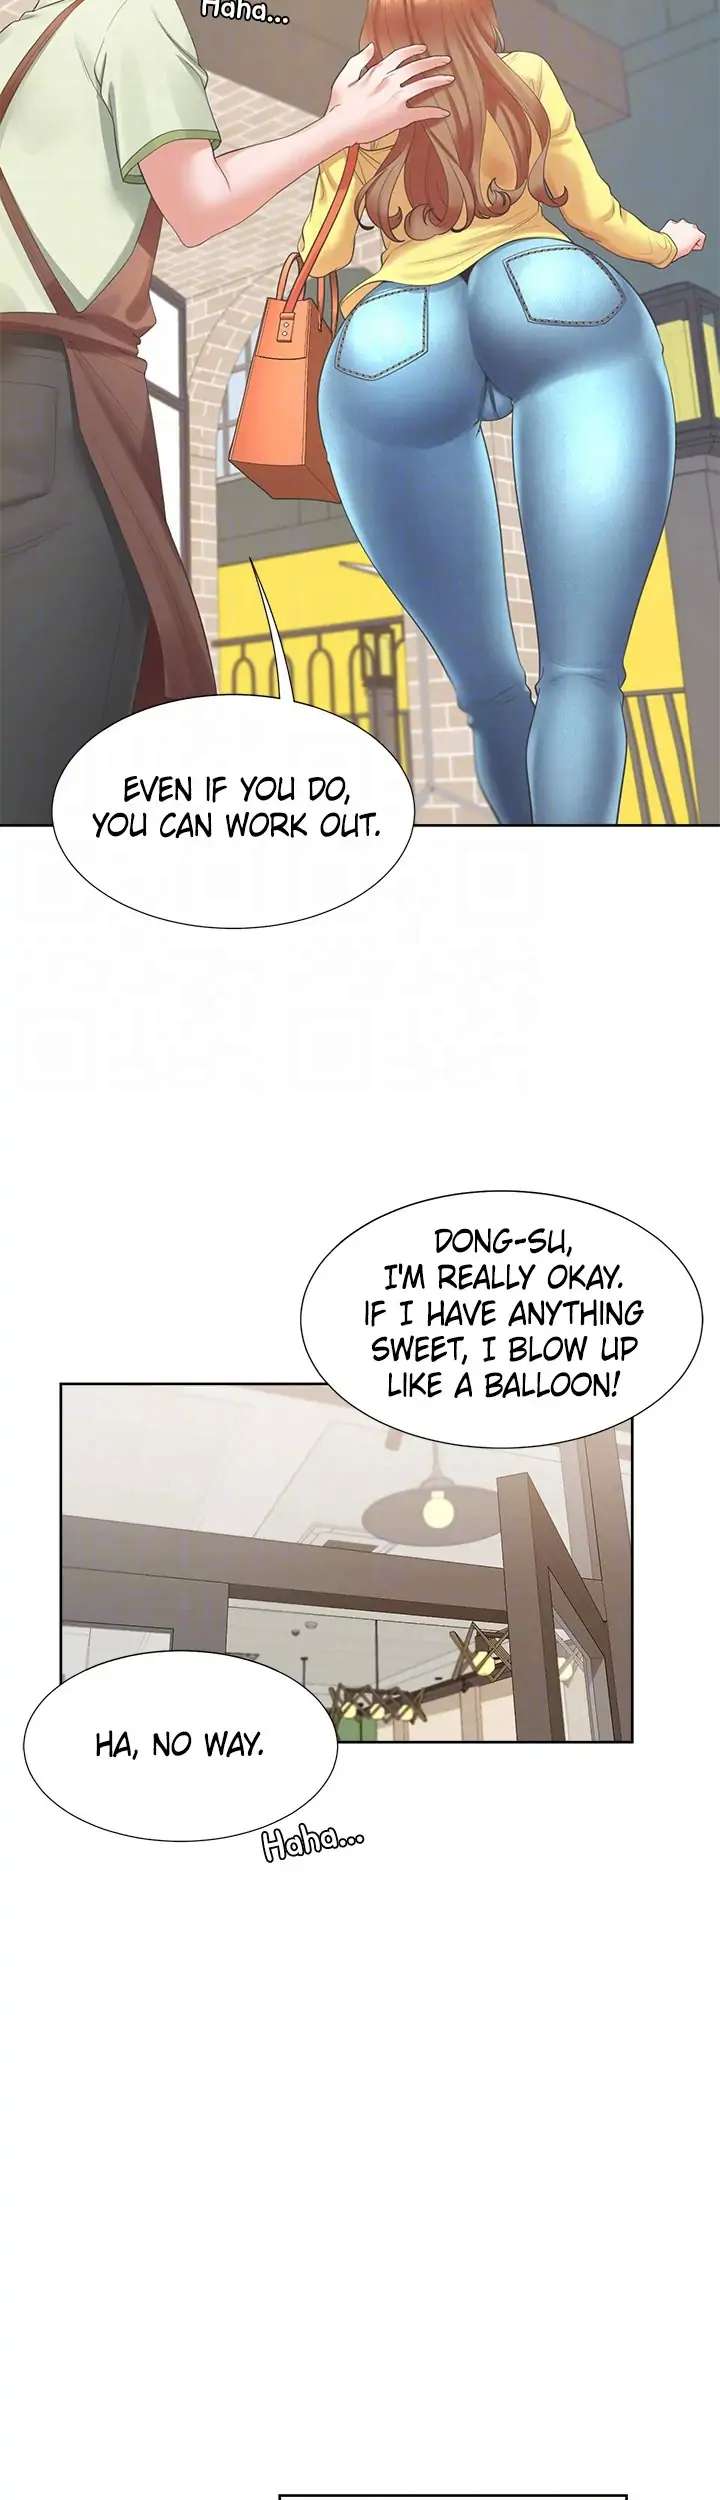 Haha...
EVEN IF YOU DO,
YOU CAN WORK OUT.
DONG-SU,
I'M REALLY OKAY.
IF I HAVE ANYTHING
SWEET, I BLOW UP
LIKE A BALLOON!
HA, NO WAY.
Haha...